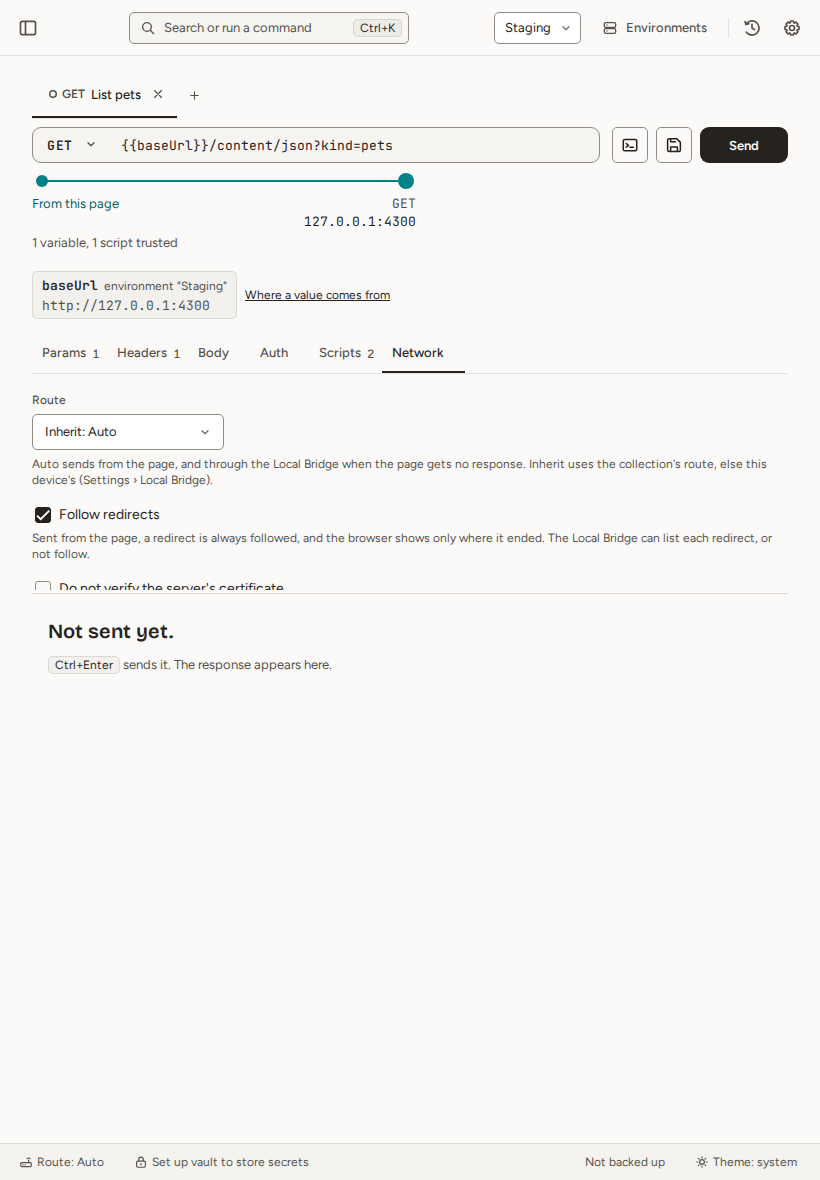 Search or run a command Ctrl+K Staging Environments
GET List pets
GET {{baseUrl}}/content/json?kind=pets Send
From this page GET
127.0.0.1:4300
1 variable, 1 script trusted
baseUrl environment "Staging"
http://127.0.0.1:4300
Where a value comes from
Params 1 Headers 1 Body Auth Scripts 2 Network
Route
Inherit: Auto
Auto sends from the page, and through the Local Bridge when the page gets no response. Inherit uses the collection's route, else this
device's (Settings › Local Bridge).
Follow redirects
Sent from the page, a redirect is always followed, and the browser shows only where it ended. The Local Bridge can list each redirect, or
not follow.
Do not verify the server's certificate
Not sent yet.
Ctrl+Enter sends it. The response appears here.
Route: Auto Set up vault to store secrets Not backed up Theme: system